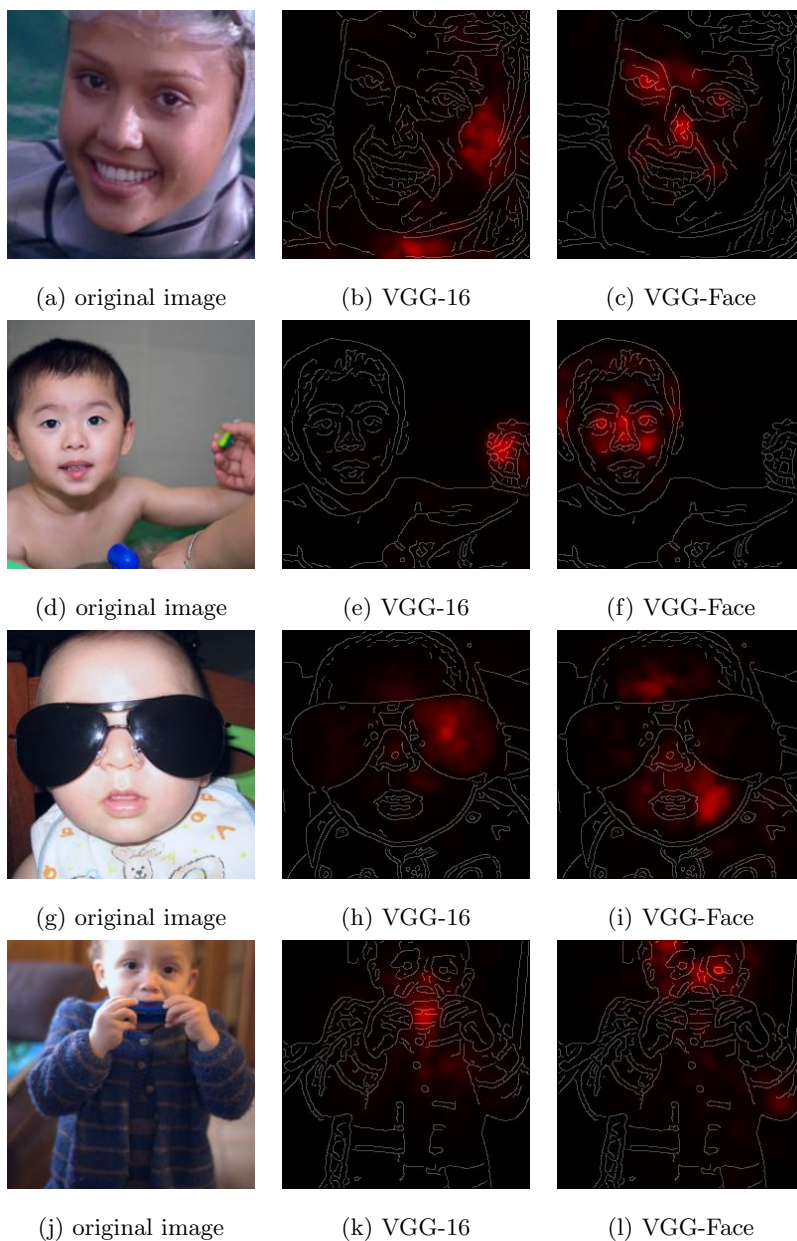 (a) original image
(b) VGG-16
(c) VGG-Face
(d) original image
(e) VGG-16
(f) VGG-Face
(g) original image
(h) VGG-16
(i) VGG-Face
(j) original image
(k) VGG-16
(l) VGG-Face